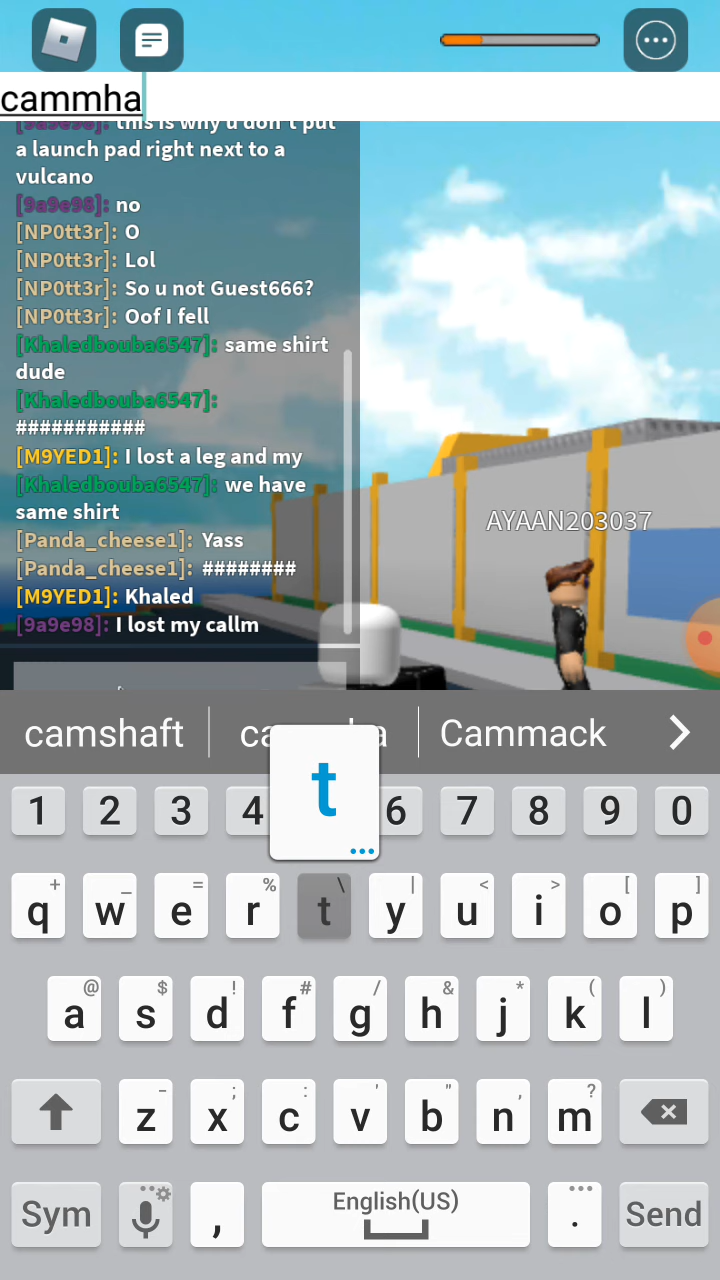 cammha
[9a9e98]: this is why u don't put
a launch pad right next to a
vulcano
[9a9e98]: no
[NP0tt3r]: O
[NP0tt3r]: Lol
[NP0tt3r]: So u not Guest666?
[NP0tt3r]: Oof I fell
[Khaledbouba6547]: same shirt
dude
[Khaledbouba6547]:
###########
[M9YED1]: I lost a leg and my
[Khaledbouba6547]: we have
same shirt
[Panda_cheese1]: Yass
[Panda_cheese1]: ########
[M9YED1]: Khaled
[9a9e98]: I lost my callm
AYAAN203037
camshaft Cammack
t
1 2 3 4 6 7 8 9 0
+ _ = % \ | < > [ ]
q w e r t y u i o p
@ $ ! # / & * ( )
a s d f g h j k l
- ; : ' " , ?
z x c v b n m
Sym , English(US) . Send